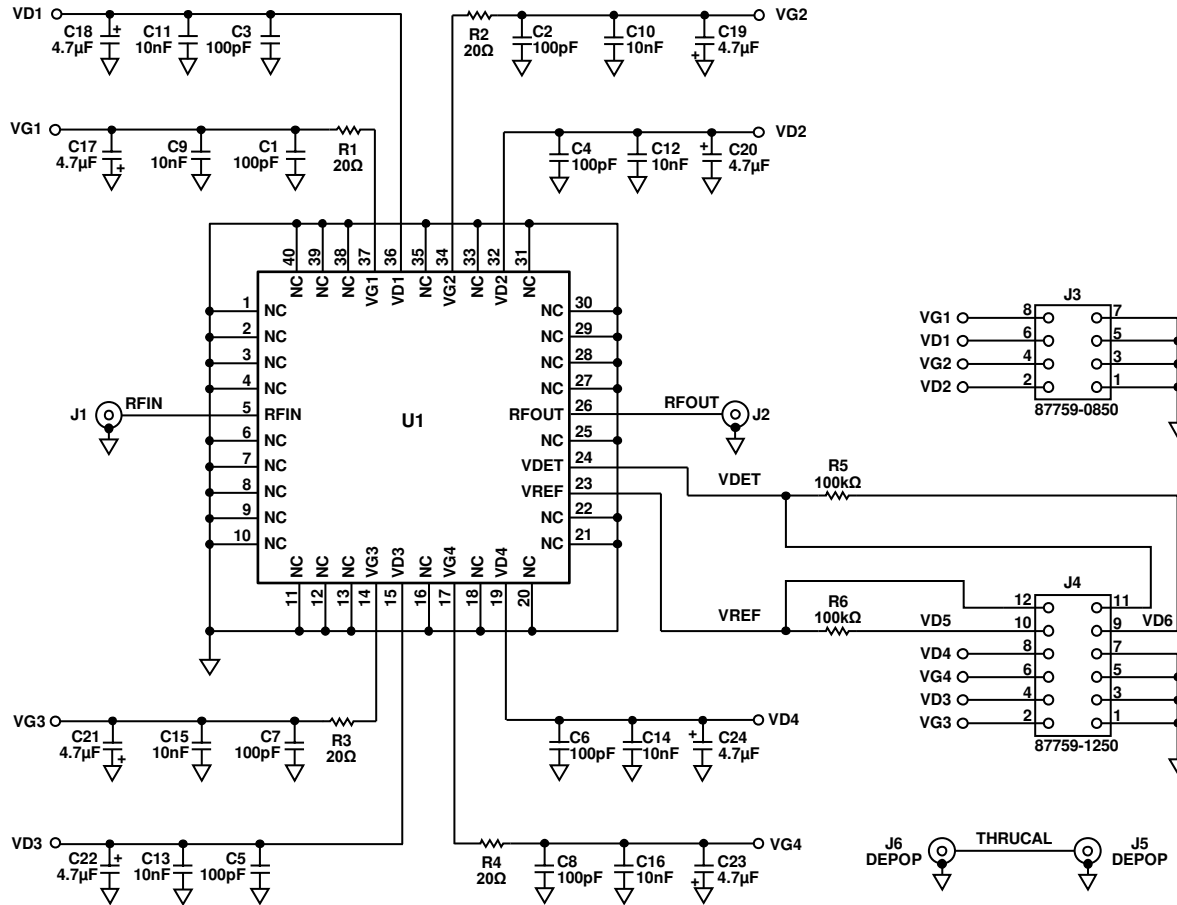 VD1
C18
4.7µF
+
C11
10nF
C3
100pF
R2
20Ω
C2
100pF
C10
10nF
C19
4.7µF
+
VG2
VG1
C17
4.7µF
+
C9
10nF
C1
100pF
R1
20Ω
C4
100pF
C12
10nF
+
C20
4.7µF
VD2
40
39
38
37
36
35
34
33
32
31
NC
NC
NC
VG1
VD1
NC
VG2
NC
VD2
NC
1 NC
2 NC
3 NC
4 NC
5 RFIN
6 NC
7 NC
8 NC
9 NC
10 NC
U1
NC 30
NC 29
NC 28
NC 27
RFOUT 26
NC 25
VDET 24
VREF 23
NC 22
NC 21
NC
NC
NC
VG3
VD3
NC
VG4
NC
VD4
NC
11
12
13
14
15
16
17
18
19
20
J1
RFIN
RFOUT
J2
J3
VG1 8 7
VD1 6 5
VG2 4 3
VD2 2 1
87759-0850
VDET
R5
100kΩ
VREF
R6
100kΩ
VD5
VD6
J4
12 11
10 9
VD4 8 7
VG4 6 5
VD3 4 3
VG3 2 1
87759-1250
VG3
C21
4.7µF
+
C15
10nF
C7
100pF
R3
20Ω
C6
100pF
C14
10nF
+
C24
4.7µF
VD4
VD3
C22
4.7µF
+
C13
10nF
C5
100pF
R4
20Ω
C8
100pF
C16
10nF
C23
4.7µF
+
VG4
J6
DEPOP
THRUCAL
J5
DEPOP